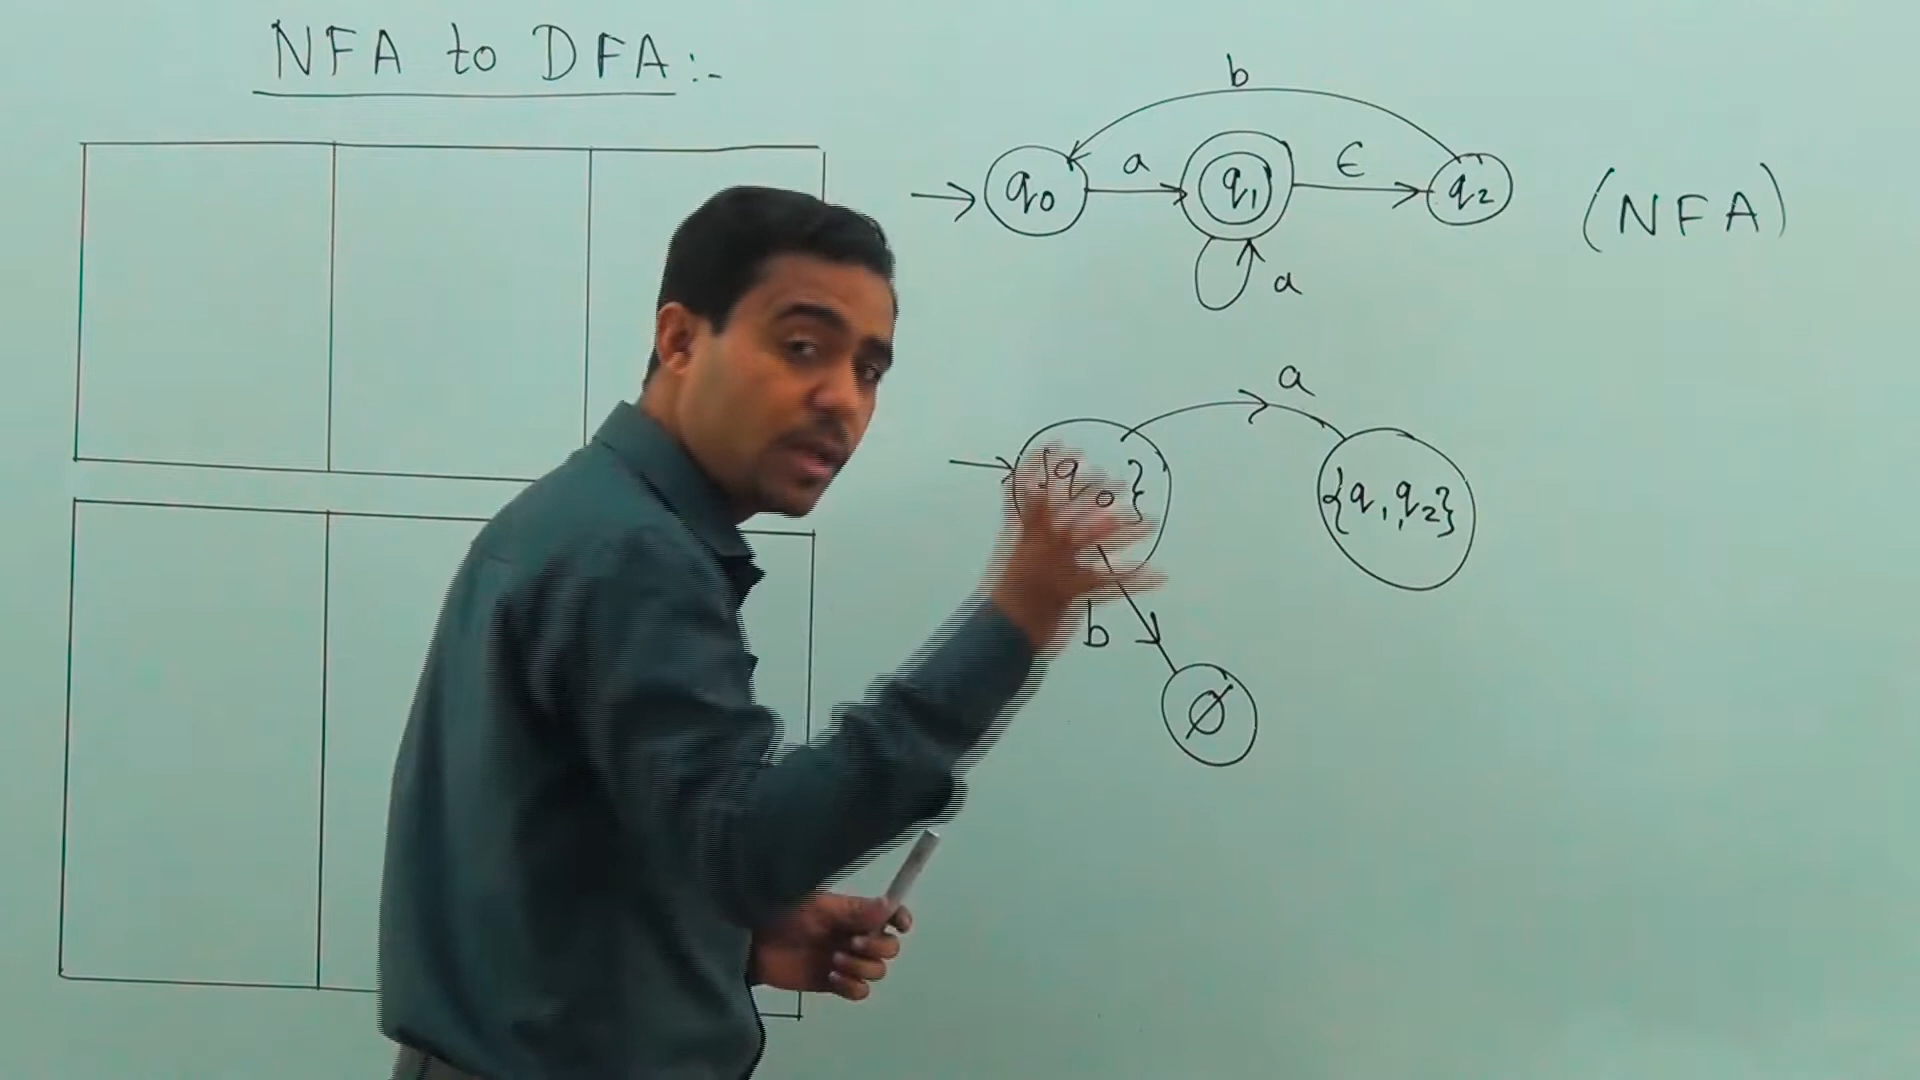 NFA to DFA :-
b
q0 a q1 ϵ q2 (NFA)
a
a
{q0} {q1,q2}
b
∅